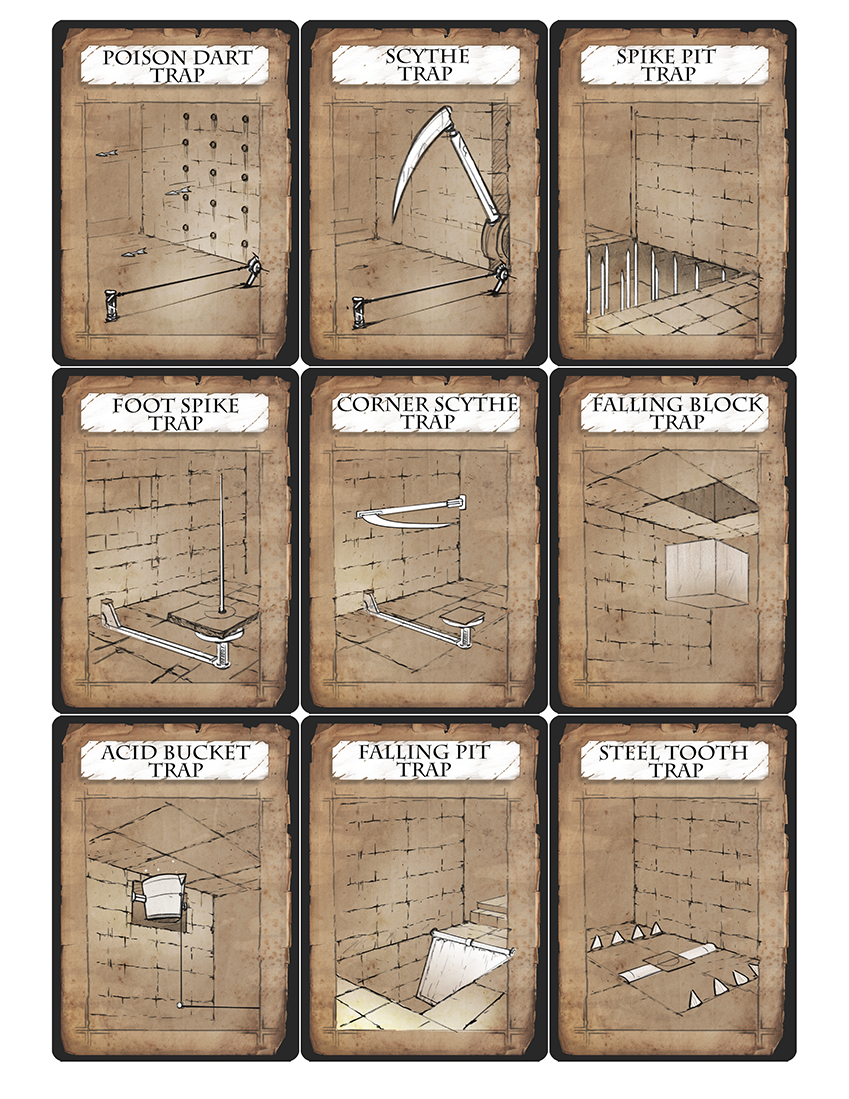 POISON DART
TRAP
SCYTHE
TRAP
SPIKE PIT
TRAP
FOOT SPIKE
TRAP
CORNER SCYTHE
TRAP
FALLING BLOCK
TRAP
ACID BUCKET
TRAP
FALLING PIT
TRAP
STEEL TOOTH
TRAP